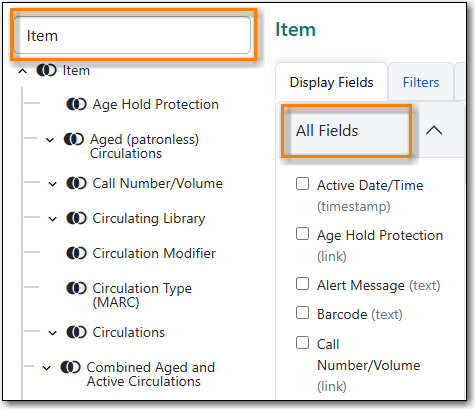 Item
Item
Age Hold Protection
Aged (patronless)
Circulations
Call Number/Volume
Circulating Library
Circulation Modifier
Circulation Type
(MARC)
Circulations
Combined Aged and
Active Circulations
Item
Display Fields
Filters
All Fields
Active Date/Time
(timestamp)
Age Hold Protection
(link)
Alert Message (text)
Barcode (text)
Call
Number/Volume
(link)